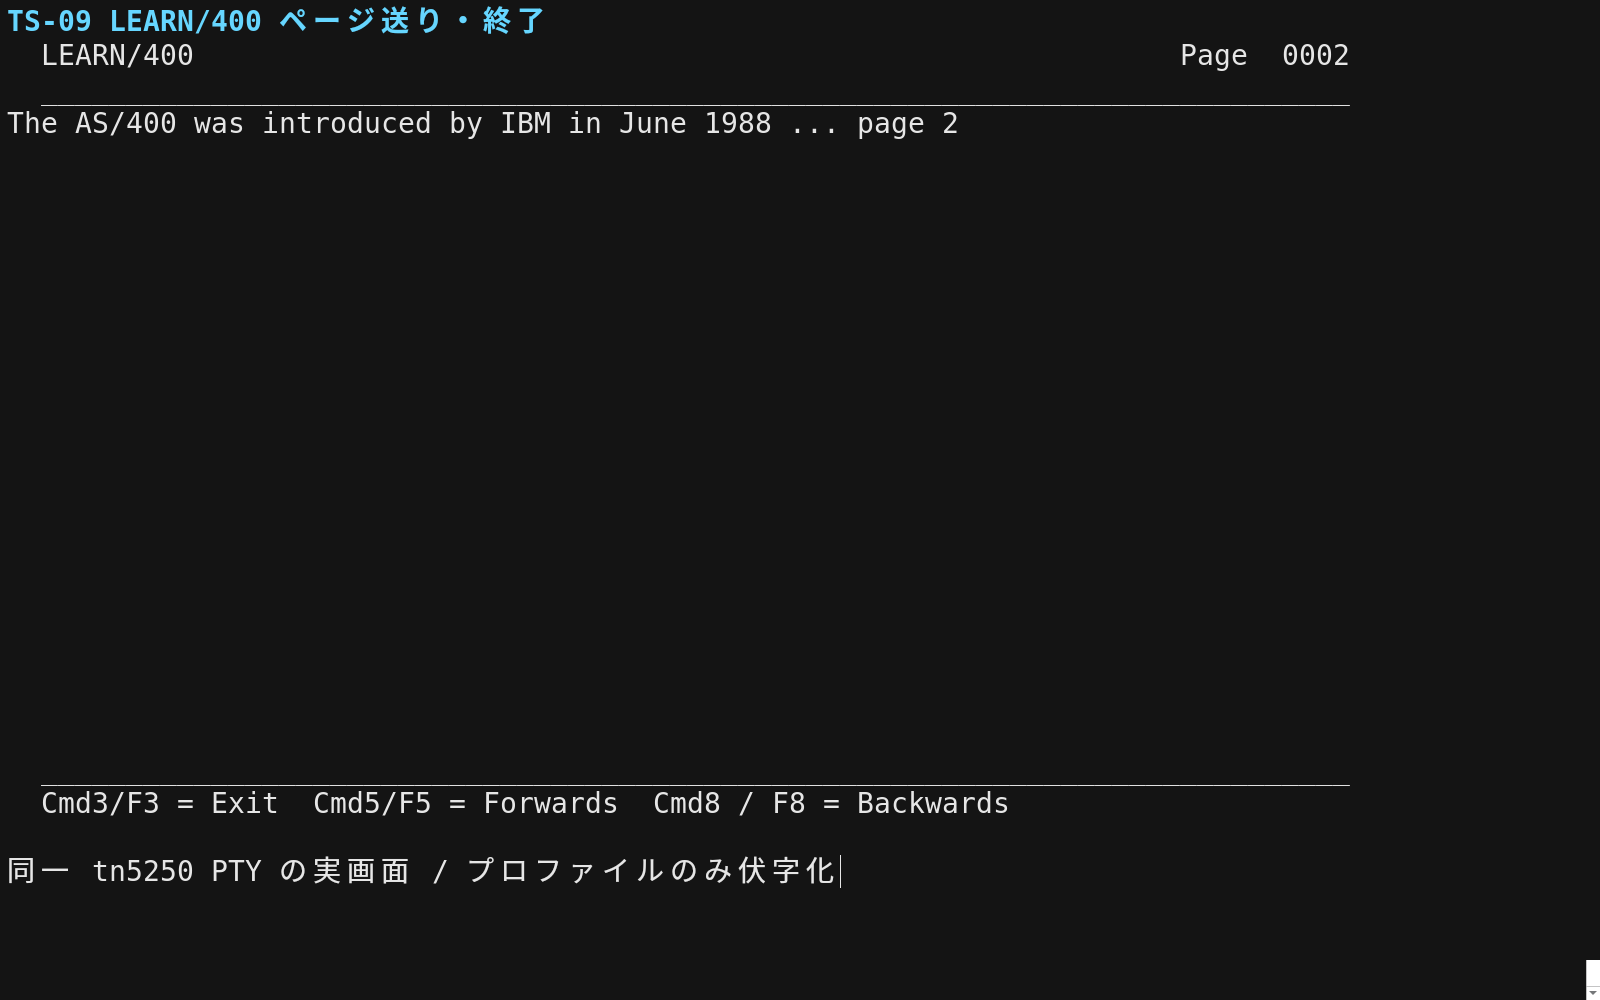 TS-09 LEARN/400 ページ送り・終了
LEARN/400 Page 0002
The AS/400 was introduced by IBM in June 1988 ... page 2
Cmd3/F3 = Exit  Cmd5/F5 = Forwards  Cmd8 / F8 = Backwards
同一 tn5250 PTY の実画面 / プロファイルのみ伏字化